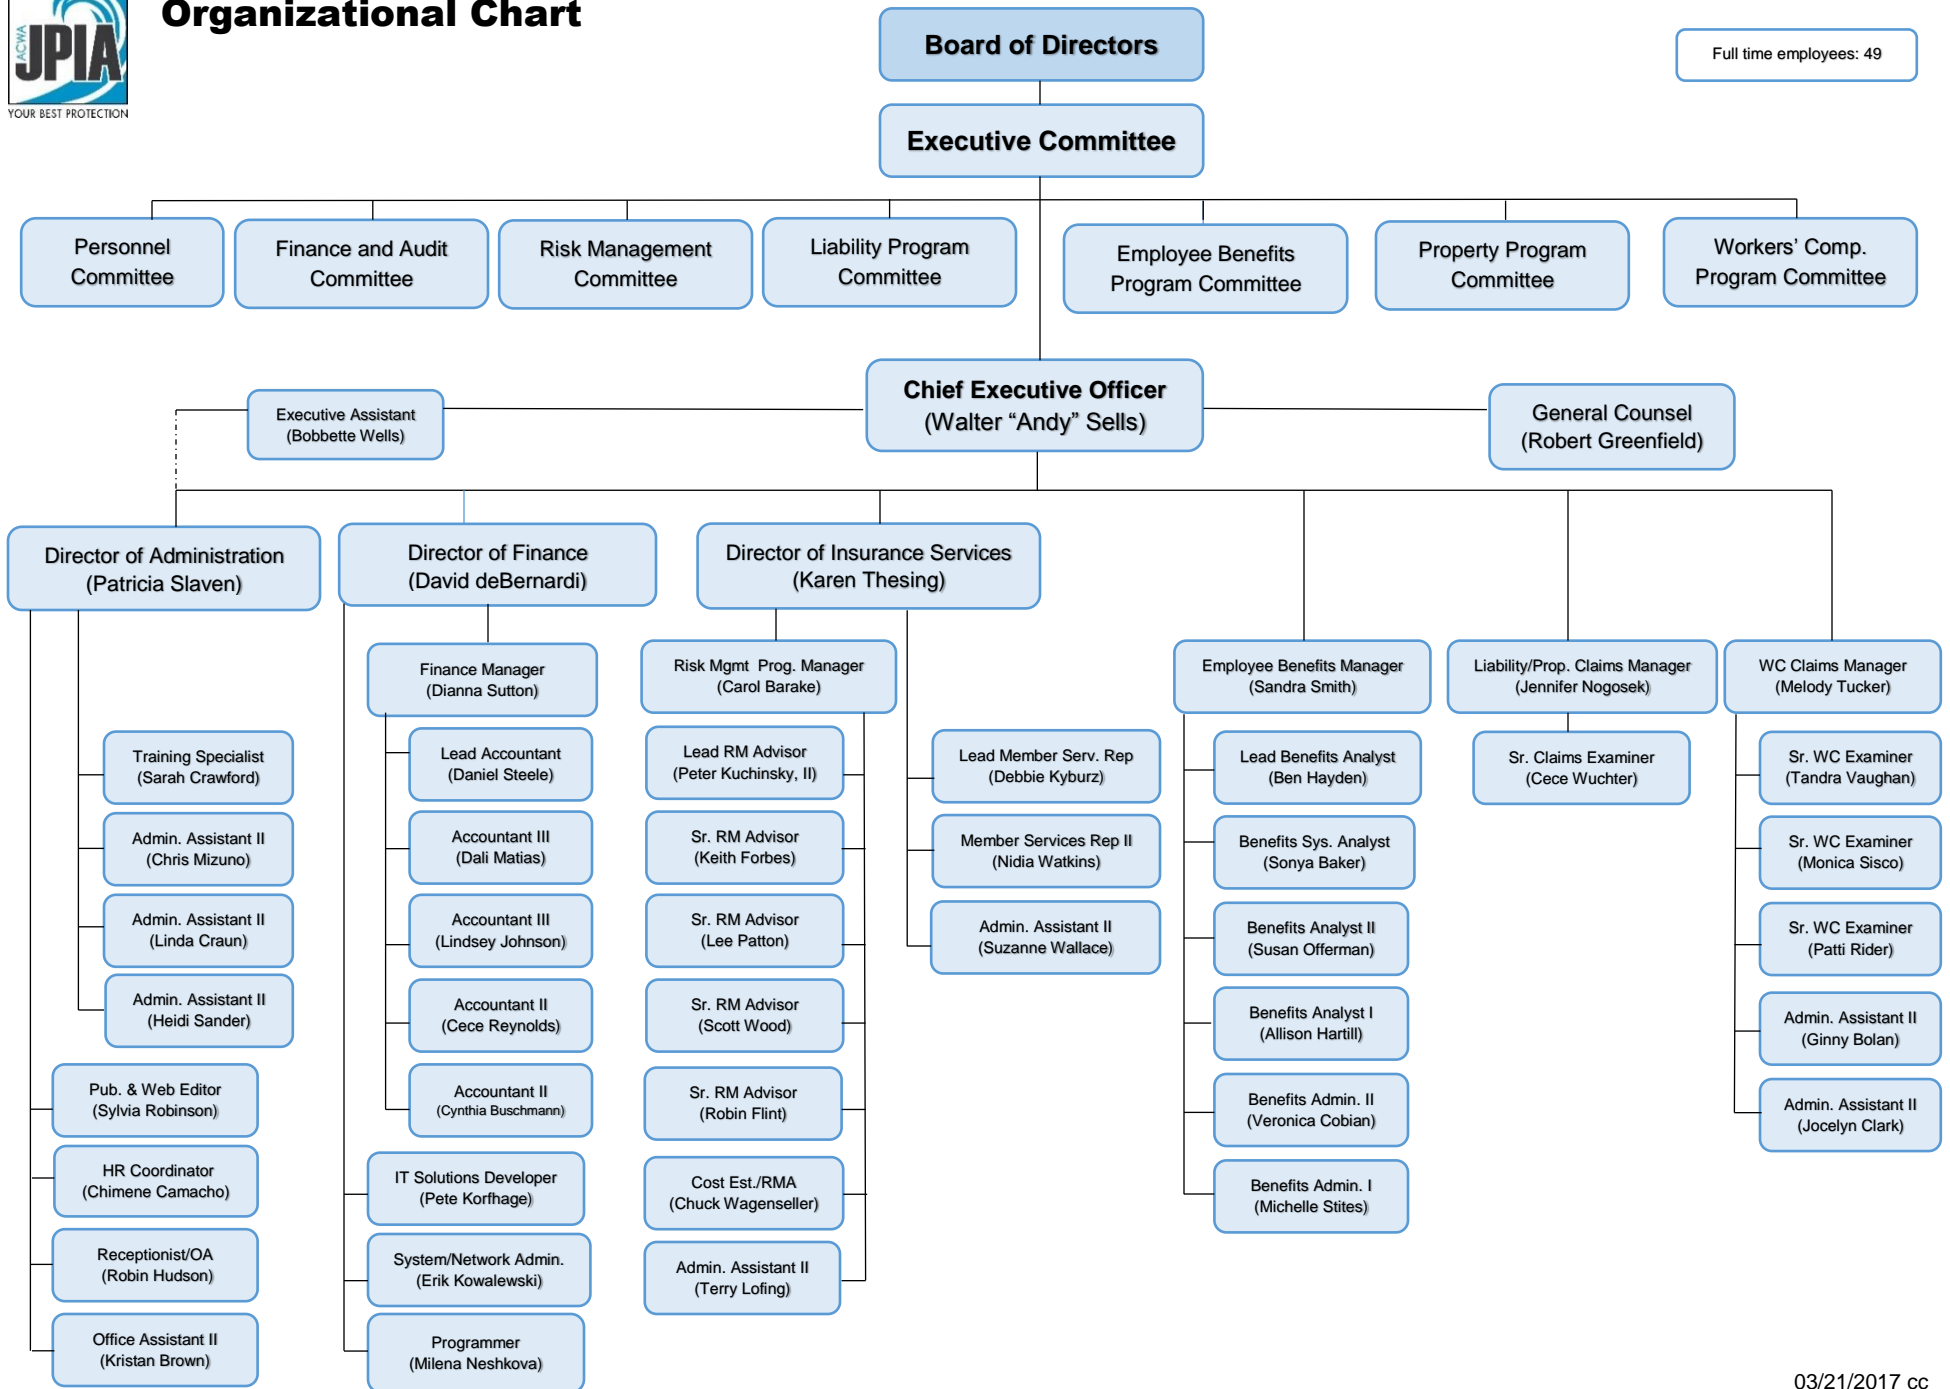 ACWA
JPIA
YOUR BEST PROTECTION
Organizational Chart
Board of Directors
Full time employees: 49
Executive Committee
Personnel
Committee
Finance and Audit
Committee
Risk Management
Committee
Liability Program
Committee
Employee Benefits
Program Committee
Property Program
Committee
Workers’ Comp.
Program Committee
Chief Executive Officer
(Walter “Andy” Sells)
Executive Assistant
(Bobbette Wells)
General Counsel
(Robert Greenfield)
Director of Administration
(Patricia Slaven)
Director of Finance
(David deBernardi)
Director of Insurance Services
(Karen Thesing)
Training Specialist
(Sarah Crawford)
Admin. Assistant II
(Chris Mizuno)
Admin. Assistant II
(Linda Craun)
Admin. Assistant II
(Heidi Sander)
Pub. & Web Editor
(Sylvia Robinson)
HR Coordinator
(Chimene Camacho)
Receptionist/OA
(Robin Hudson)
Office Assistant II
(Kristan Brown)
Finance Manager
(Dianna Sutton)
Lead Accountant
(Daniel Steele)
Accountant III
(Dali Matias)
Accountant III
(Lindsey Johnson)
Accountant II
(Cece Reynolds)
Accountant II
(Cynthia Buschmann)
IT Solutions Developer
(Pete Korfhage)
System/Network Admin.
(Erik Kowalewski)
Programmer
(Milena Neshkova)
Risk Mgmt Prog. Manager
(Carol Barake)
Lead RM Advisor
(Peter Kuchinsky, II)
Sr. RM Advisor
(Keith Forbes)
Sr. RM Advisor
(Lee Patton)
Sr. RM Advisor
(Scott Wood)
Sr. RM Advisor
(Robin Flint)
Cost Est./RMA
(Chuck Wagenseller)
Admin. Assistant II
(Terry Lofing)
Lead Member Serv. Rep
(Debbie Kyburz)
Member Services Rep II
(Nidia Watkins)
Admin. Assistant II
(Suzanne Wallace)
Employee Benefits Manager
(Sandra Smith)
Lead Benefits Analyst
(Ben Hayden)
Benefits Sys. Analyst
(Sonya Baker)
Benefits Analyst II
(Susan Offerman)
Benefits Analyst I
(Allison Hartill)
Benefits Admin. II
(Veronica Cobian)
Benefits Admin. I
(Michelle Stites)
Liability/Prop. Claims Manager
(Jennifer Nogosek)
Sr. Claims Examiner
(Cece Wuchter)
WC Claims Manager
(Melody Tucker)
Sr. WC Examiner
(Tandra Vaughan)
Sr. WC Examiner
(Monica Sisco)
Sr. WC Examiner
(Patti Rider)
Admin. Assistant II
(Ginny Bolan)
Admin. Assistant II
(Jocelyn Clark)
03/21/2017 cc